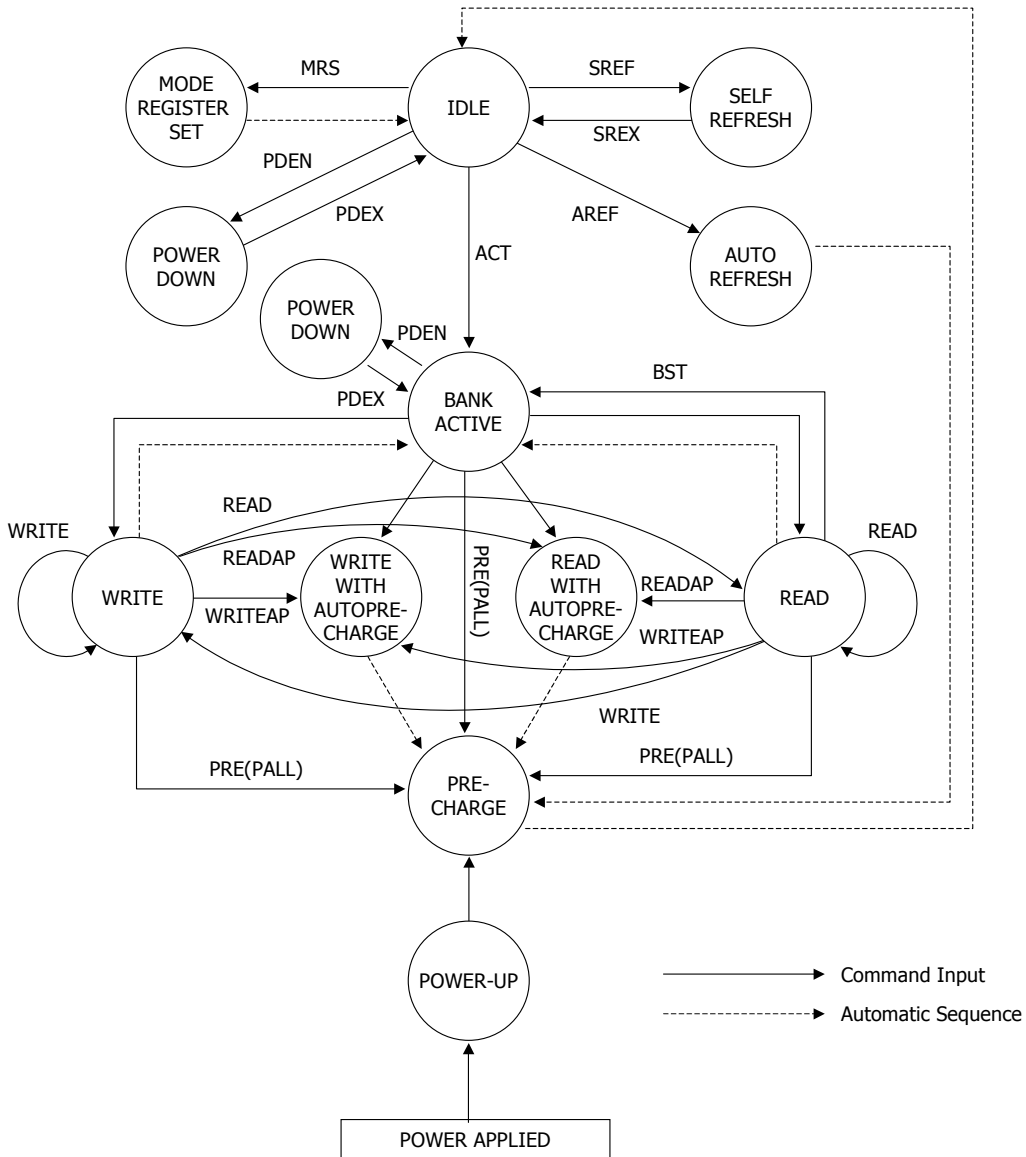 MRS
SREF
MODE
REGISTER
SET
IDLE
SELF
REFRESH
SREX
PDEN
PDEX
AREF
POWER
DOWN
ACT
AUTO
REFRESH
POWER
DOWN
PDEN
PDEX
BST
BANK
ACTIVE
WRITE
READ
READ
READAP
WRITE
WRITEAP
WRITE
WITH
AUTOPRE-
CHARGE
PRE(PALL)
READ
WITH
AUTOPRE-
CHARGE
READAP
READ
WRITEAP
WRITE
PRE(PALL)
PRE(PALL)
PRE-
CHARGE
POWER-UP
Command Input
Automatic Sequence
POWER APPLIED